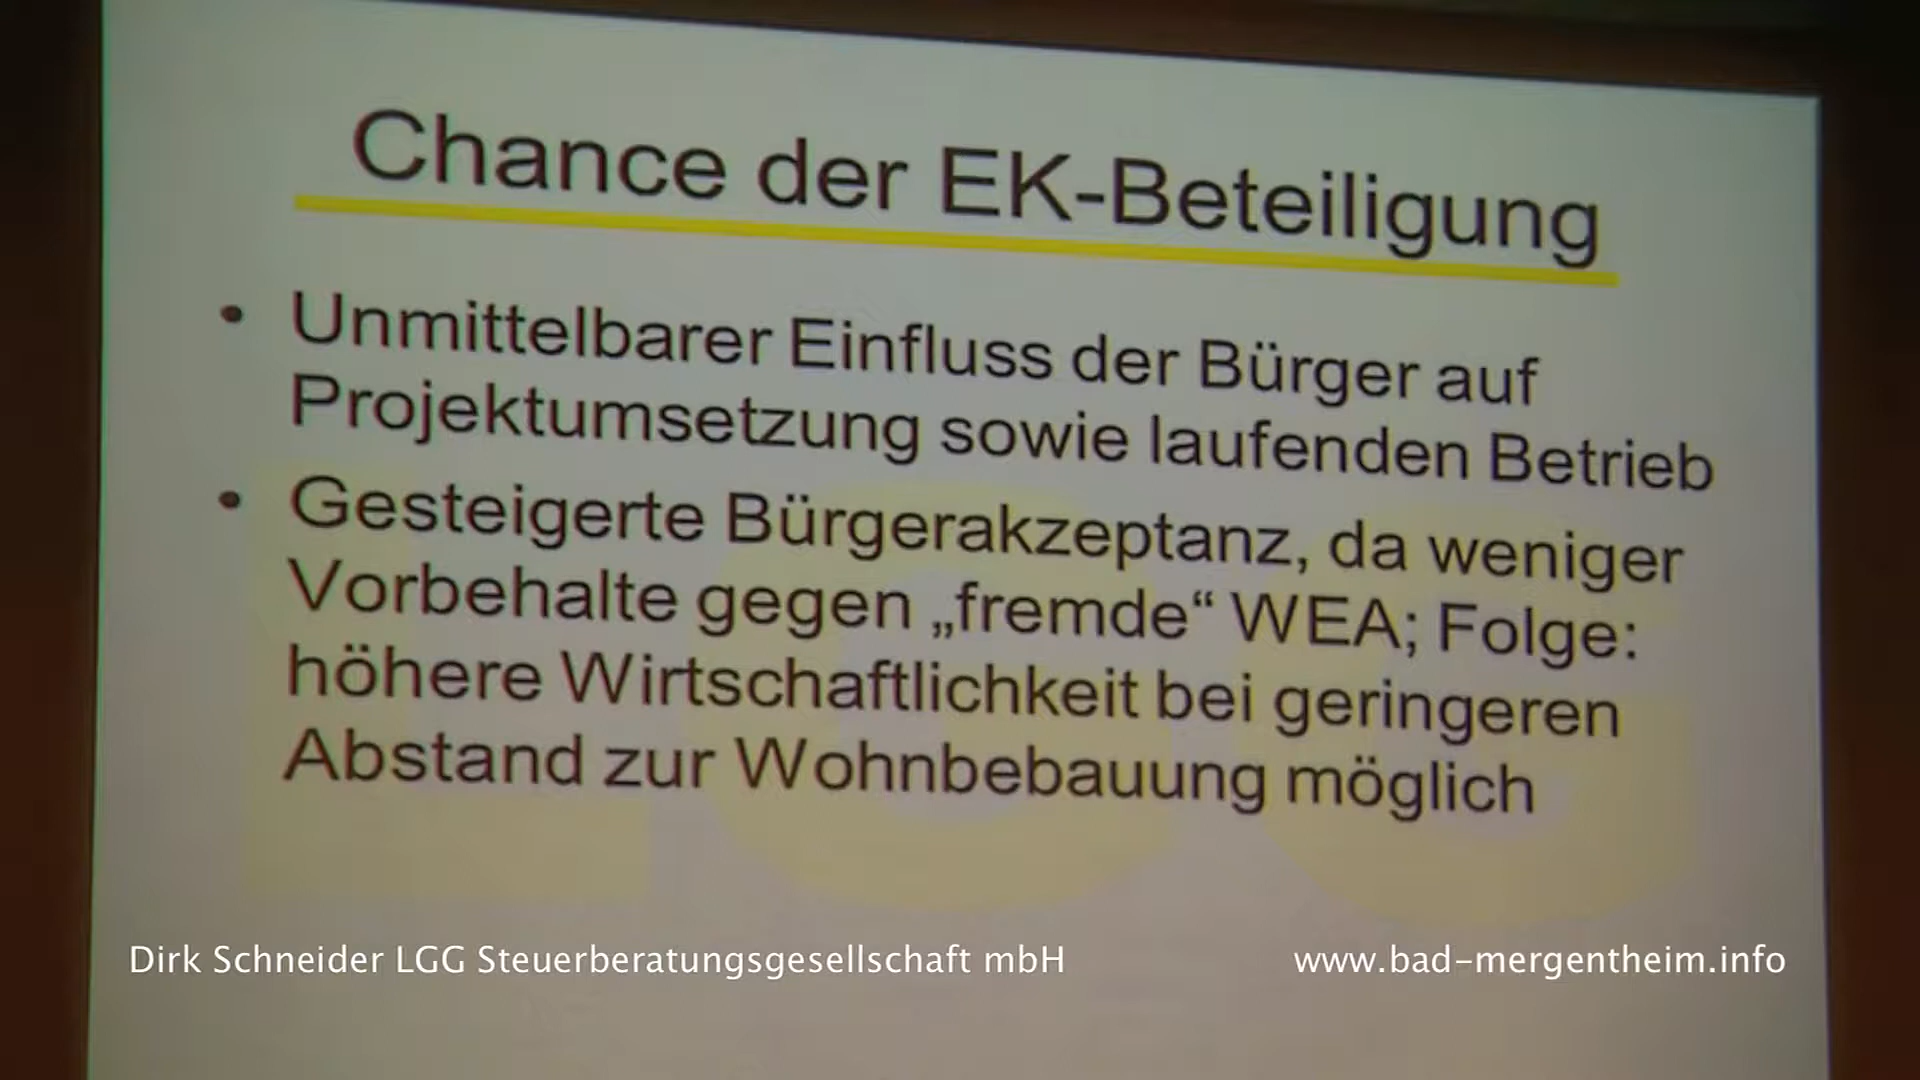 Chance der EK-Beteiligung
• Unmittelbarer Einfluss der Bürger auf
Projektumsetzung sowie laufenden Betrieb
• Gesteigerte Bürgerakzeptanz, da weniger
Vorbehalte gegen „fremde“ WEA; Folge:
höhere Wirtschaftlichkeit bei geringeren
Abstand zur Wohnbebauung möglich
LGG
Dirk Schneider LGG Steuerberatungsgesellschaft mbH
www.bad-mergentheim.info